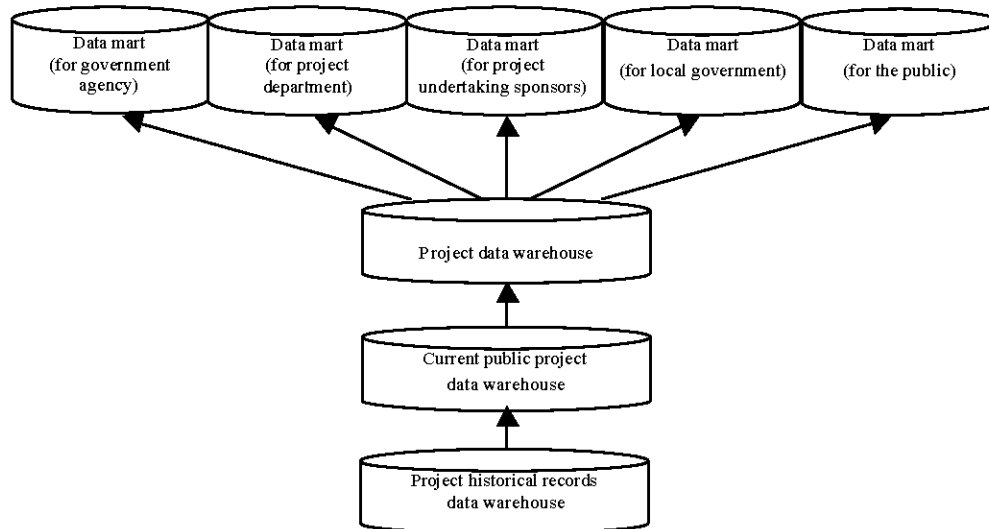 Data mart
(for government
agency)
Data mart
(for project
department)
Data mart
(for project
undertaking sponsors)
Data mart
(for local government)
Data mart
(for the public)
Project data warehouse
Current public project
data warehouse
Project historical records
data warehouse